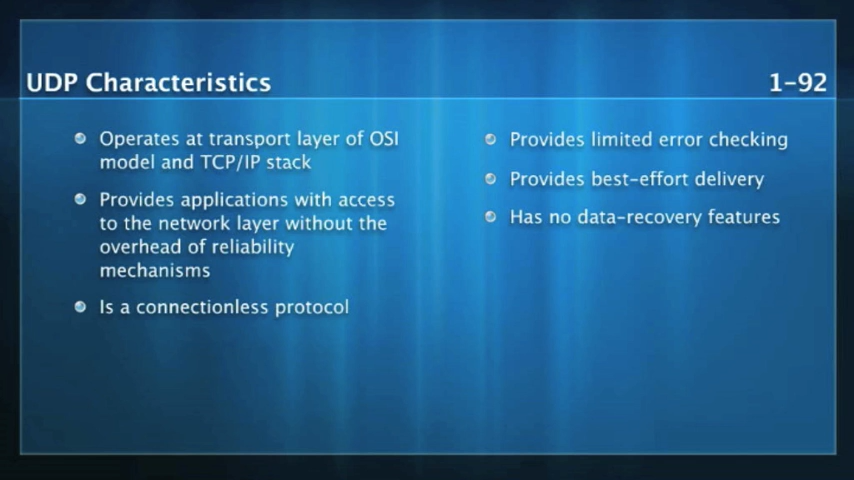 UDP Characteristics
1-92
Operates at transport layer of OSI
model and TCP/IP stack
Provides applications with access
to the network layer without the
overhead of reliability
mechanisms
Is a connectionless protocol
Provides limited error checking
Provides best-effort delivery
Has no data-recovery features